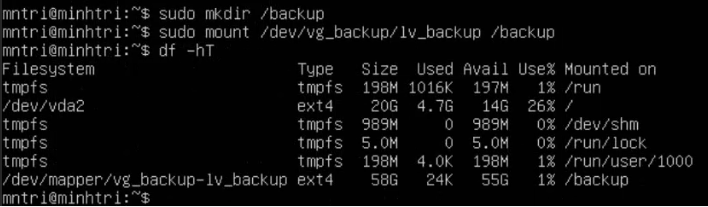 mntri@minhtri:~$ sudo mkdir /backup
mntri@minhtri:~$ sudo mount /dev/vg_backup/lv_backup /backup
mntri@minhtri:~$ df -hT
Filesystem Type Size Used Avail Use% Mounted on
tmpfs tmpfs 198M 1016K 197M 1% /run
/dev/vda2 ext4 20G 4.7G 14G 26% /
tmpfs tmpfs 989M 0 989M 0% /dev/shm
tmpfs tmpfs 5.0M 0 5.0M 0% /run/lock
tmpfs tmpfs 198M 4.0K 198M 1% /run/user/1000
/dev/mapper/vg_backup-lv_backup ext4 58G 24K 55G 1% /backup
mntri@minhtri:~$